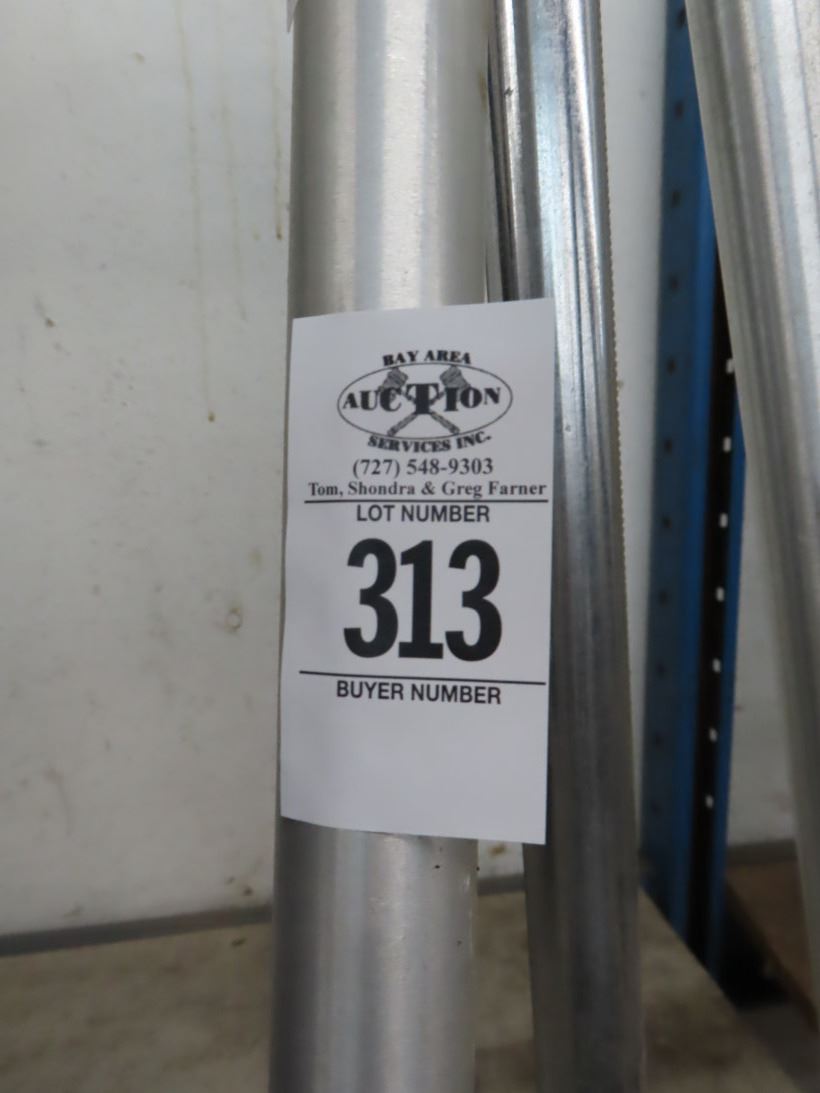 BAY AREA
AUCTION
SERVICES INC.
(727) 548-9303
Tom, Shondra & Greg Farner
LOT NUMBER
313
BUYER NUMBER